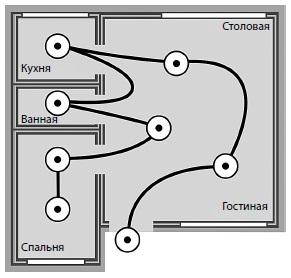 Столовая
Кухня
Ванная
Гостиная
Спальня